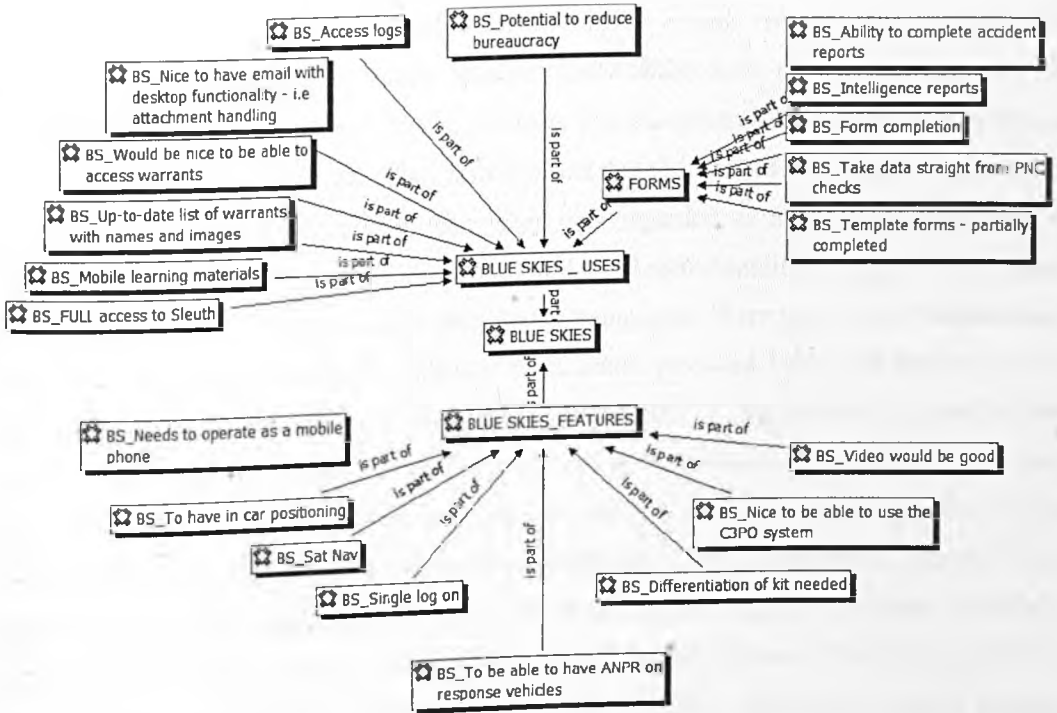 BS_Access logs
BS_Potential to reduce
bureaucracy
BS_Ability to complete accident
reports
BS_Nice to have email with
desktop functionality - i.e
attachment handling
BS_Intelligence reports
BS_Form completion
BS_Would be nice to be able to
access warrants
BS_Take data straight from PNC
checks
FORMS
BS_Up-to-date list of warrants
with names and images
BS_Template forms - partially
completed
BS_Mobile learning materials
BLUE SKIES _ USES
BS_FULL access to Sleuth
is part of
is part of
is part of
is part of
is part of
is part of
is part of
is part of
is part of
is part of
is part of
is part of
is part of
part
BLUE SKIES
is part of
BLUE SKIES_FEATURES
BS_Needs to operate as a mobile
phone
is part of
BS_Video would be good
is part of
is part of
is part of
is part of
is part of
is part of
BS_To have in car positioning
BS_Nice to be able to use the
C3PO system
BS_Sat Nav
BS_Single log on
BS_Differentiation of kit needed
BS_To be able to have ANPR on
response vehicles